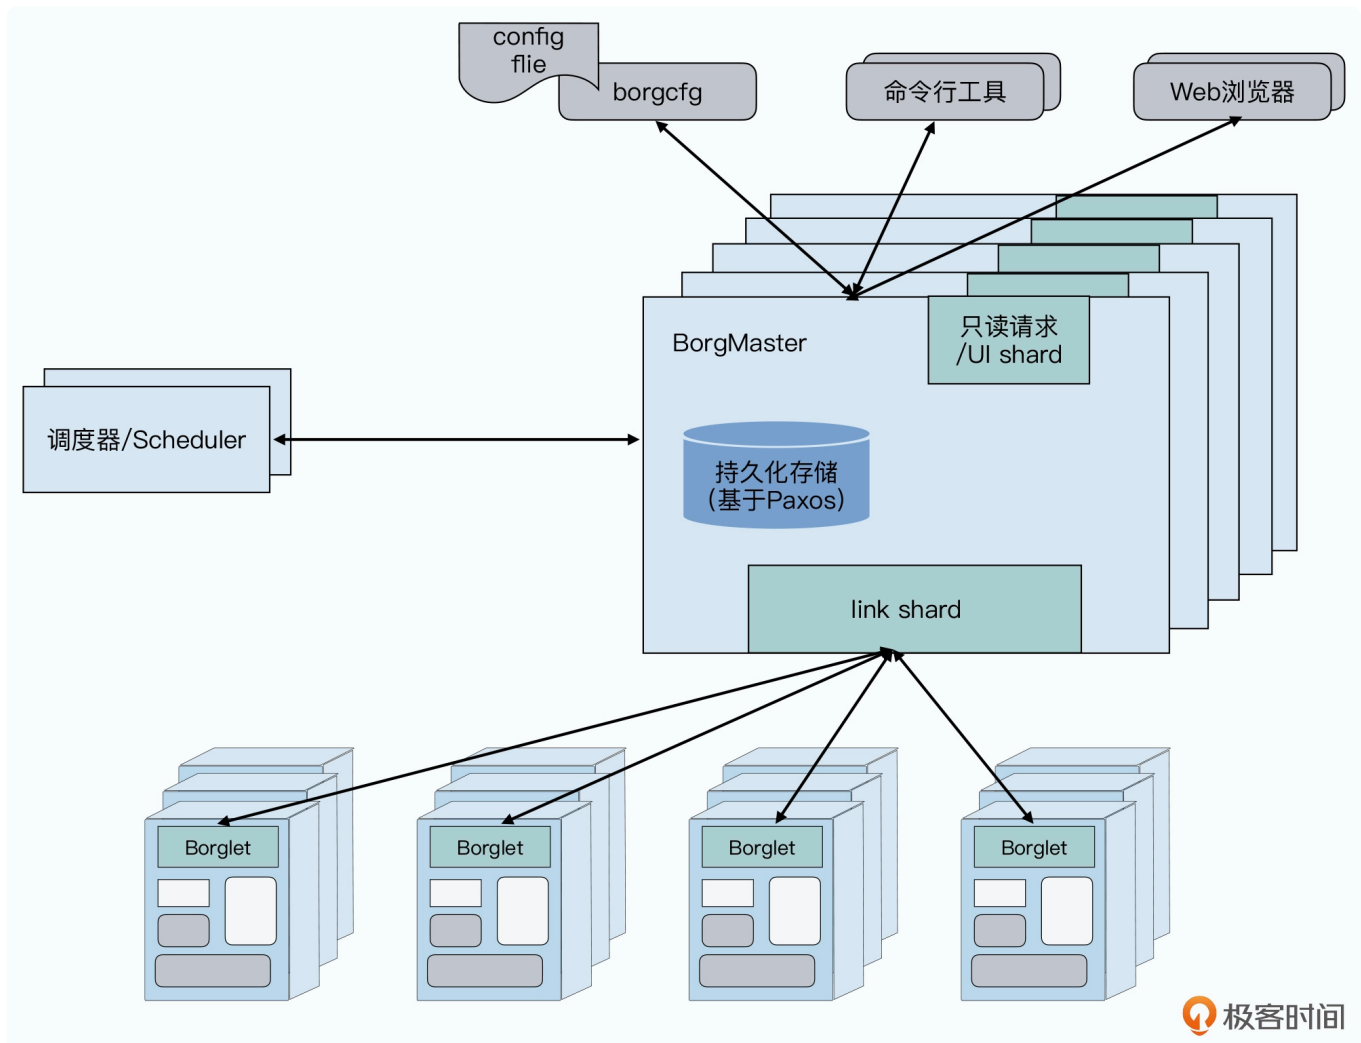 config
flie
borgcfg
命令行工具
Web浏览器
BorgMaster
只读请求
/UI shard
调度器/Scheduler
持久化存储
(基于Paxos)
link shard
Borglet
Borglet
Borglet
Borglet
极客时间